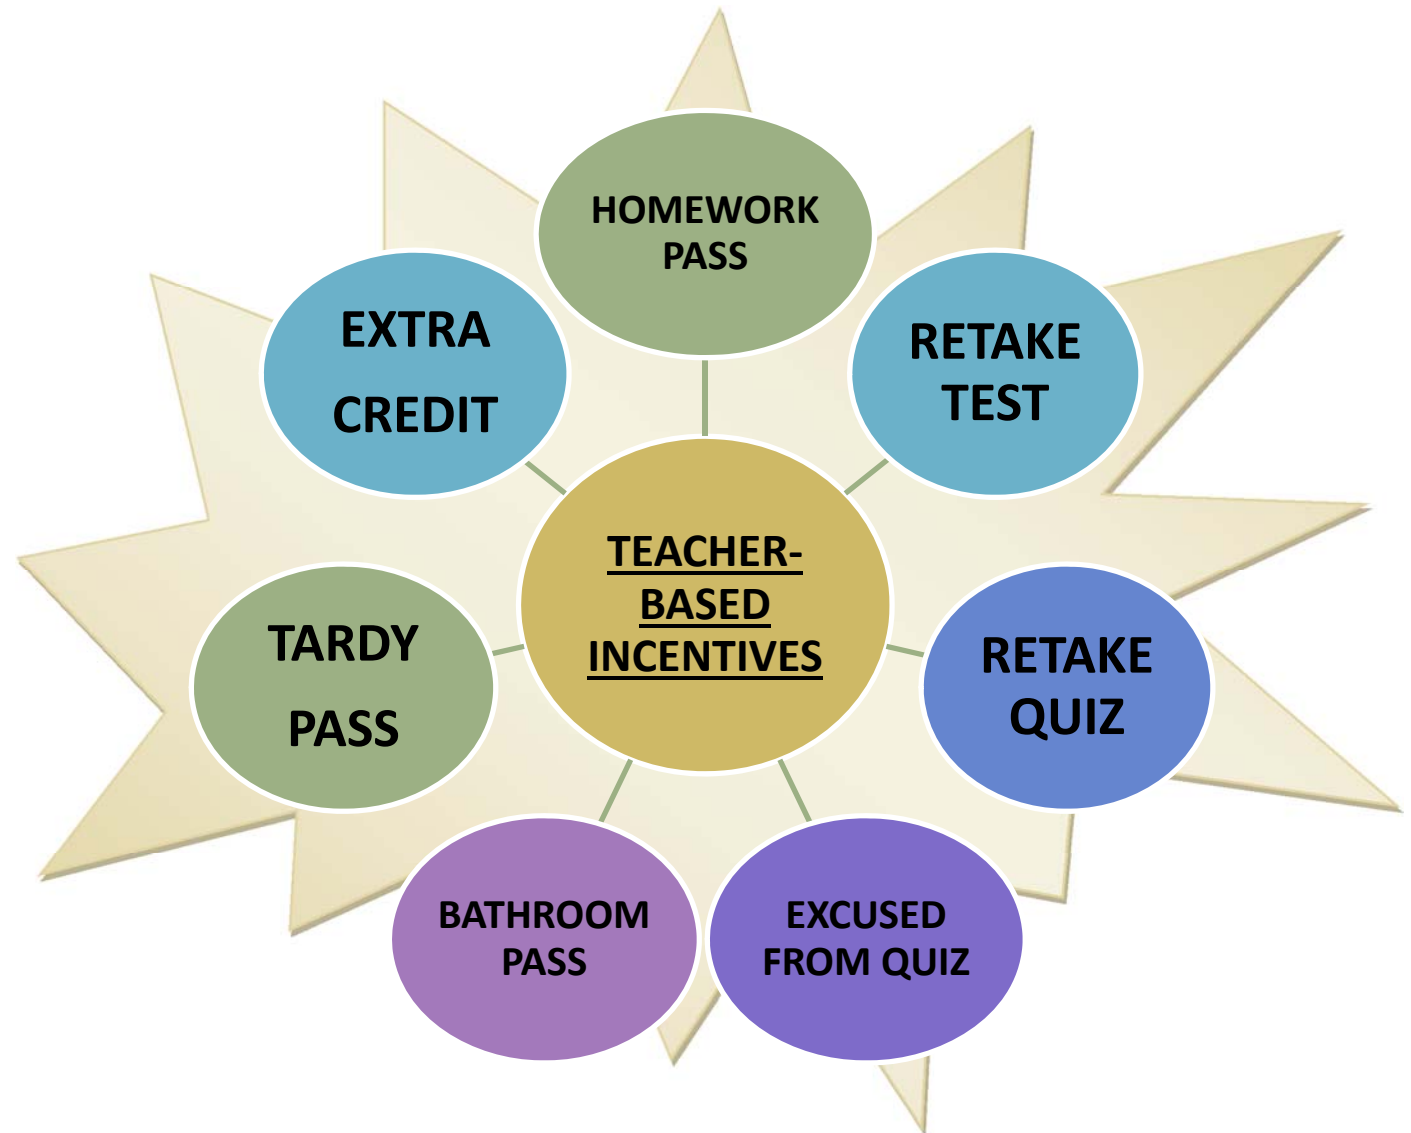 HOMEWORK
PASS
EXTRA
CREDIT
RETAKE
TEST
TEACHER-
BASED
INCENTIVES
TARDY
PASS
RETAKE
QUIZ
BATHROOM
PASS
EXCUSED
FROM QUIZ